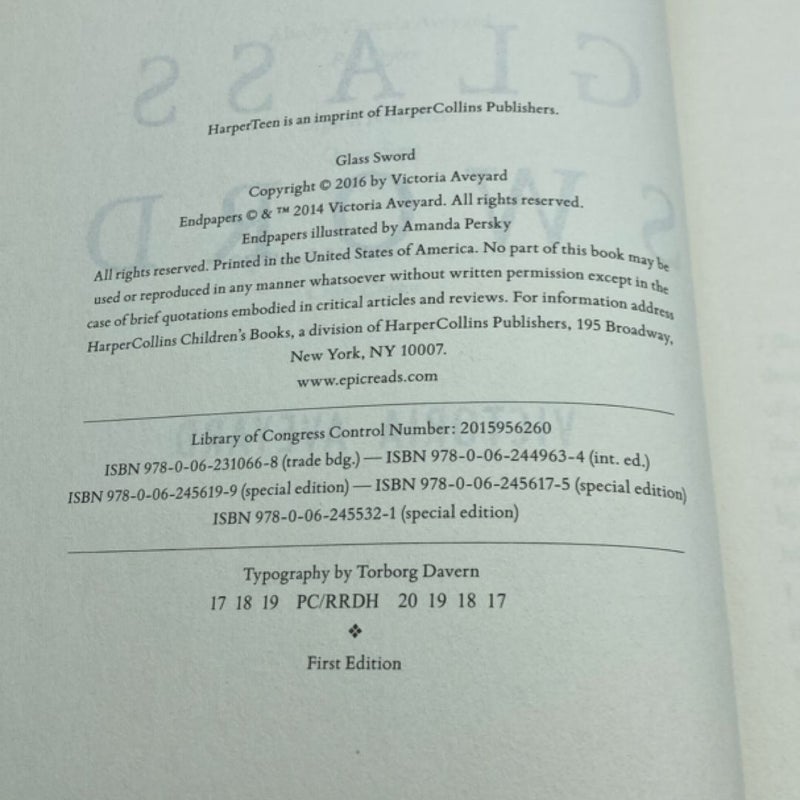 HarperTeen is an imprint of HarperCollins Publishers.
Glass Sword
Copyright © 2016 by Victoria Aveyard
Endpapers © & ™ 2014 Victoria Aveyard. All rights reserved.
Endpapers illustrated by Amanda Persky
All rights reserved. Printed in the United States of America. No part of this book may be
used or reproduced in any manner whatsoever without written permission except in the
case of brief quotations embodied in critical articles and reviews. For information address
HarperCollins Children's Books, a division of HarperCollins Publishers, 195 Broadway,
New York, NY 10007.
www.epicreads.com
Library of Congress Control Number: 2015956260
ISBN 978-0-06-231066-8 (trade bdg.) — ISBN 978-0-06-244963-4 (int. ed.)
ISBN 978-0-06-245619-9 (special edition) — ISBN 978-0-06-245617-5 (special edition)
ISBN 978-0-06-245532-1 (special edition)
Typography by Torborg Davern
17 18 19 PC/RRDH 20 19 18 17
❖
First Edition